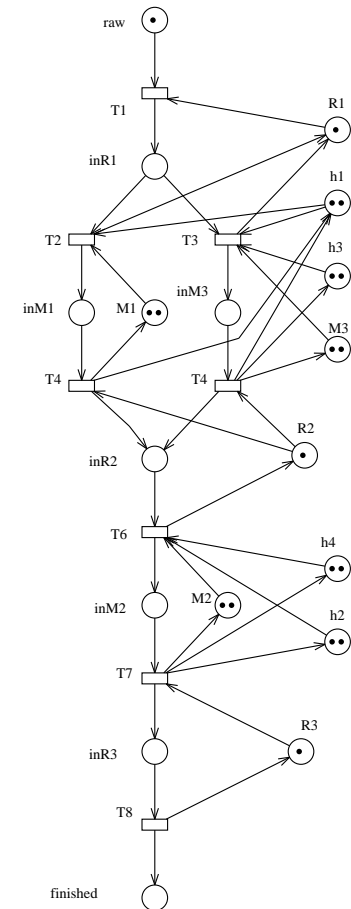 raw
T1
R1
inR1
h1
T2
T3
h3
inM1
M1
inM3
M3
T4
T4
R2
inR2
T6
h4
inM2
M2
h2
T7
R3
inR3
T8
finished